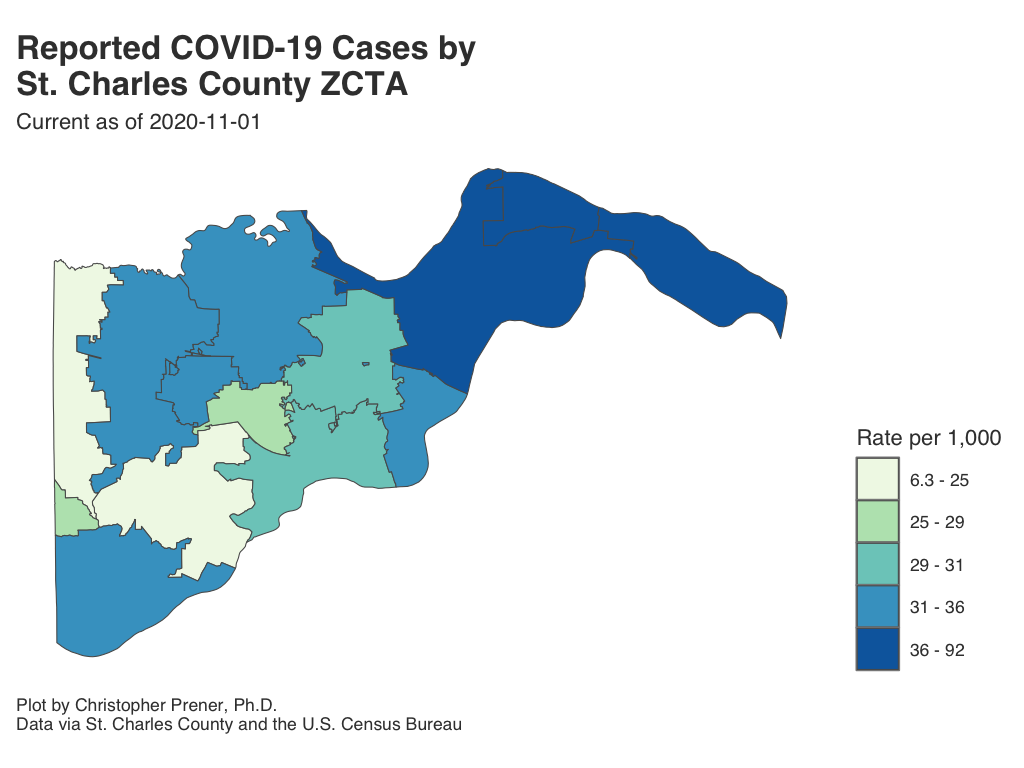 Reported COVID-19 Cases by
St. Charles County ZCTA
Current as of 2020-11-01
Rate per 1,000
6.3 - 25
25 - 29
29 - 31
31 - 36
36 - 92
Plot by Christopher Prener, Ph.D.
Data via St. Charles County and the U.S. Census Bureau